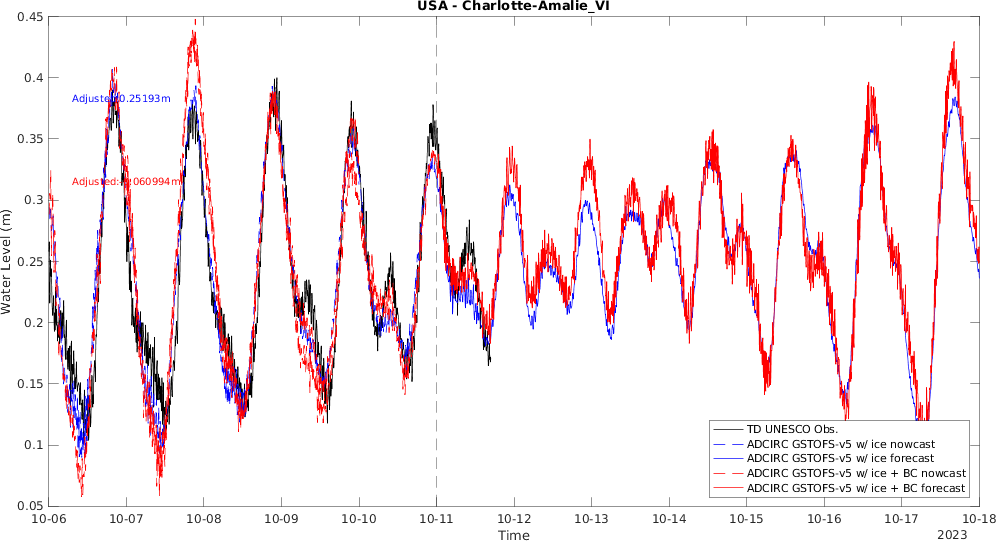 USA - Charlotte-Amalie_VI
0.45
0.4
0.35
0.3
0.25
0.2
0.15
0.1
0.05
Water Level (m)
m
m
TD UNESCO Obs.
ADCIRC GSTOFS-v5 w/ ice nowcast
ADCIRC GSTOFS-v5 w/ ice forecast
ADCIRC GSTOFS-v5 w/ ice + BC nowcast
ADCIRC GSTOFS-v5 w/ ice + BC forecast
10-06 10-07 10-08 10-09 10-10 10-11 10-12 10-13 10-14 10-15 10-16 10-17 10-18
Time
2023